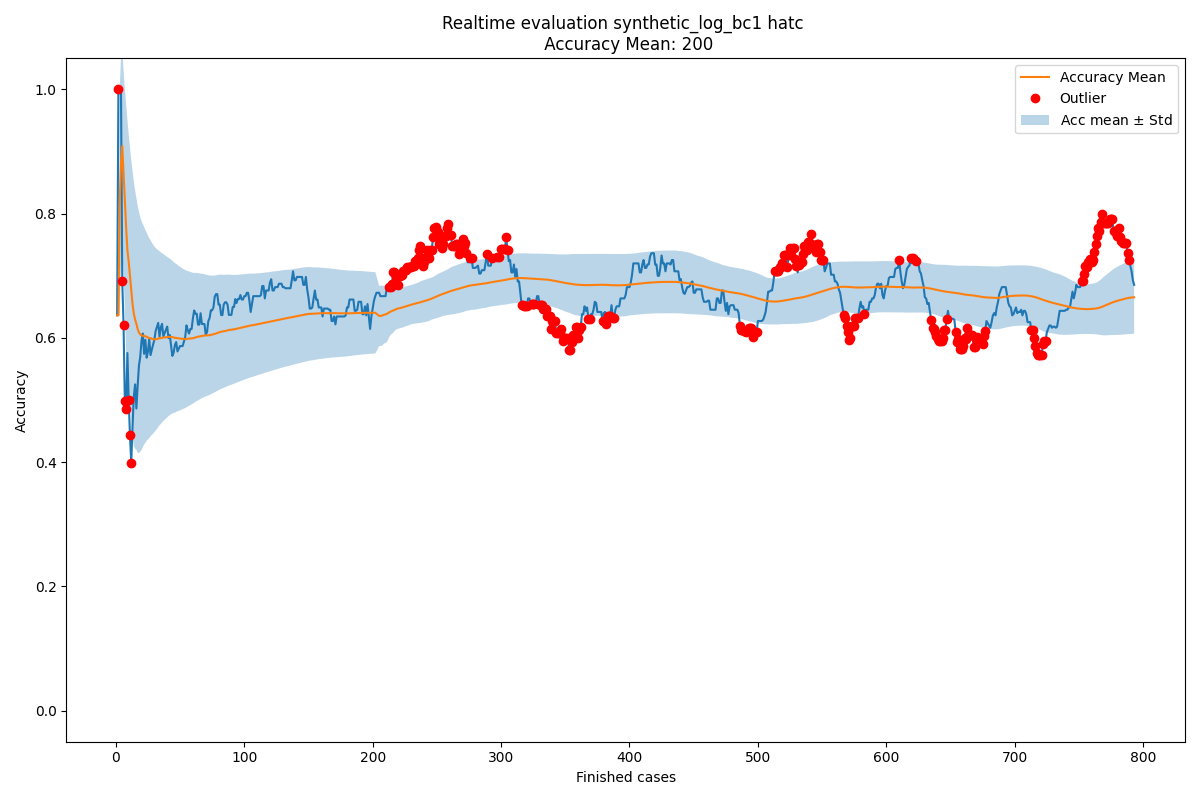 Realtime evaluation synthetic_log_bc1 hatc
Accuracy Mean: 200
Accuracy Mean
Outlier
Acc mean ± Std
1.0
0.8
0.6
0.4
0.2
0.0
Accuracy
0 100 200 300 400 500 600 700 800
Finished cases